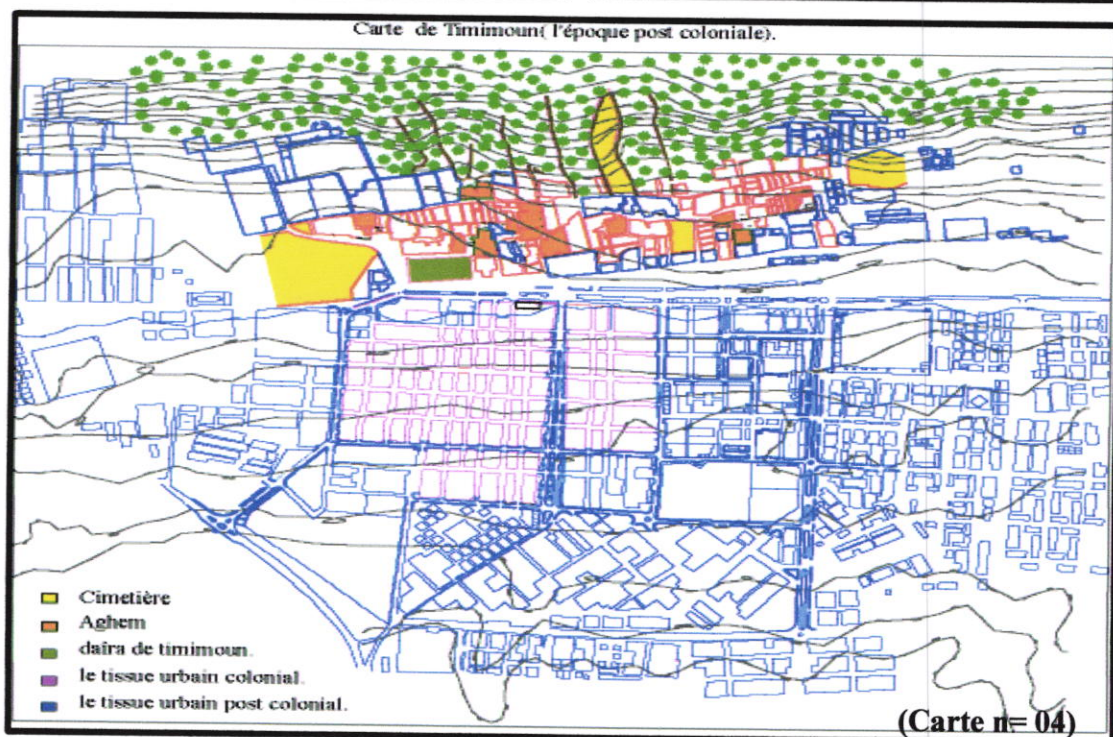 Carte de Timimoun( l'époque post coloniale).
Cimetière
Aghem
daira de timimoun.
le tissue urbain colonial.
le tissue urbain post colonial.
(Carte n= 04)